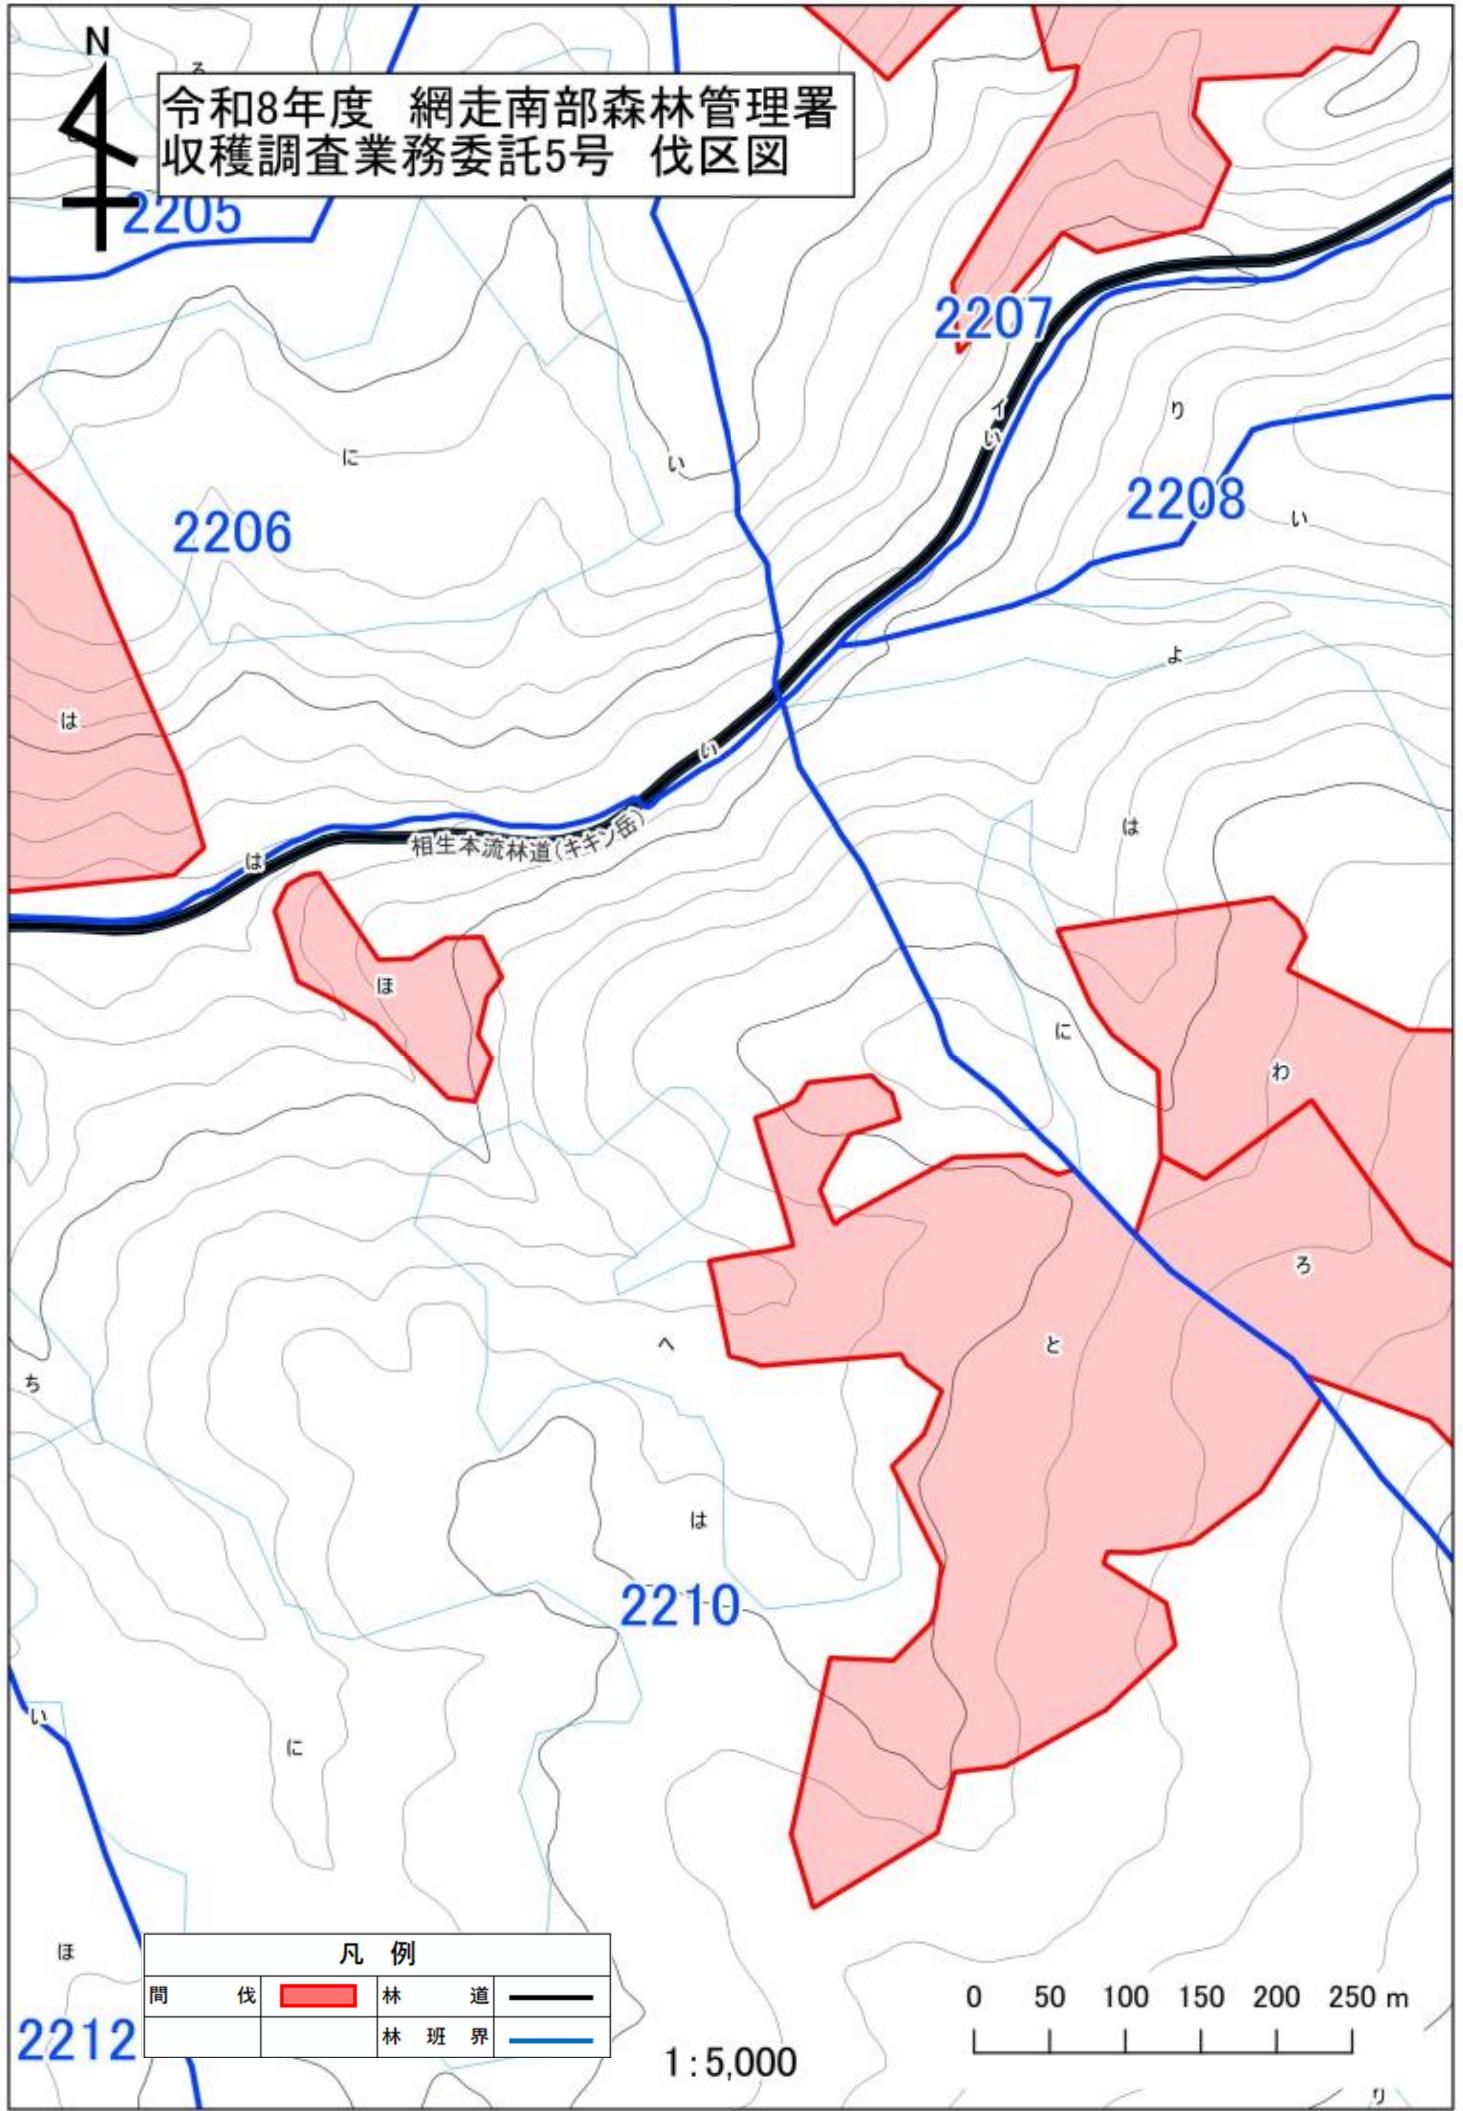 N
ろ
令和8年度 網走南部森林管理署
収穫調査業務委託5号 伐区図
2205
2207
イ
い
り
に
い
2206
2208
い
よ
は
い
は
相生本流林道(キキン岳)
は
ほ
に
わ
ろ
と
へ
ち
は
2210
い
に
ほ
凡 例
間 伐
林 道
林 班 界
2212
1:5,000
0 50 100 150 200 250 m
り